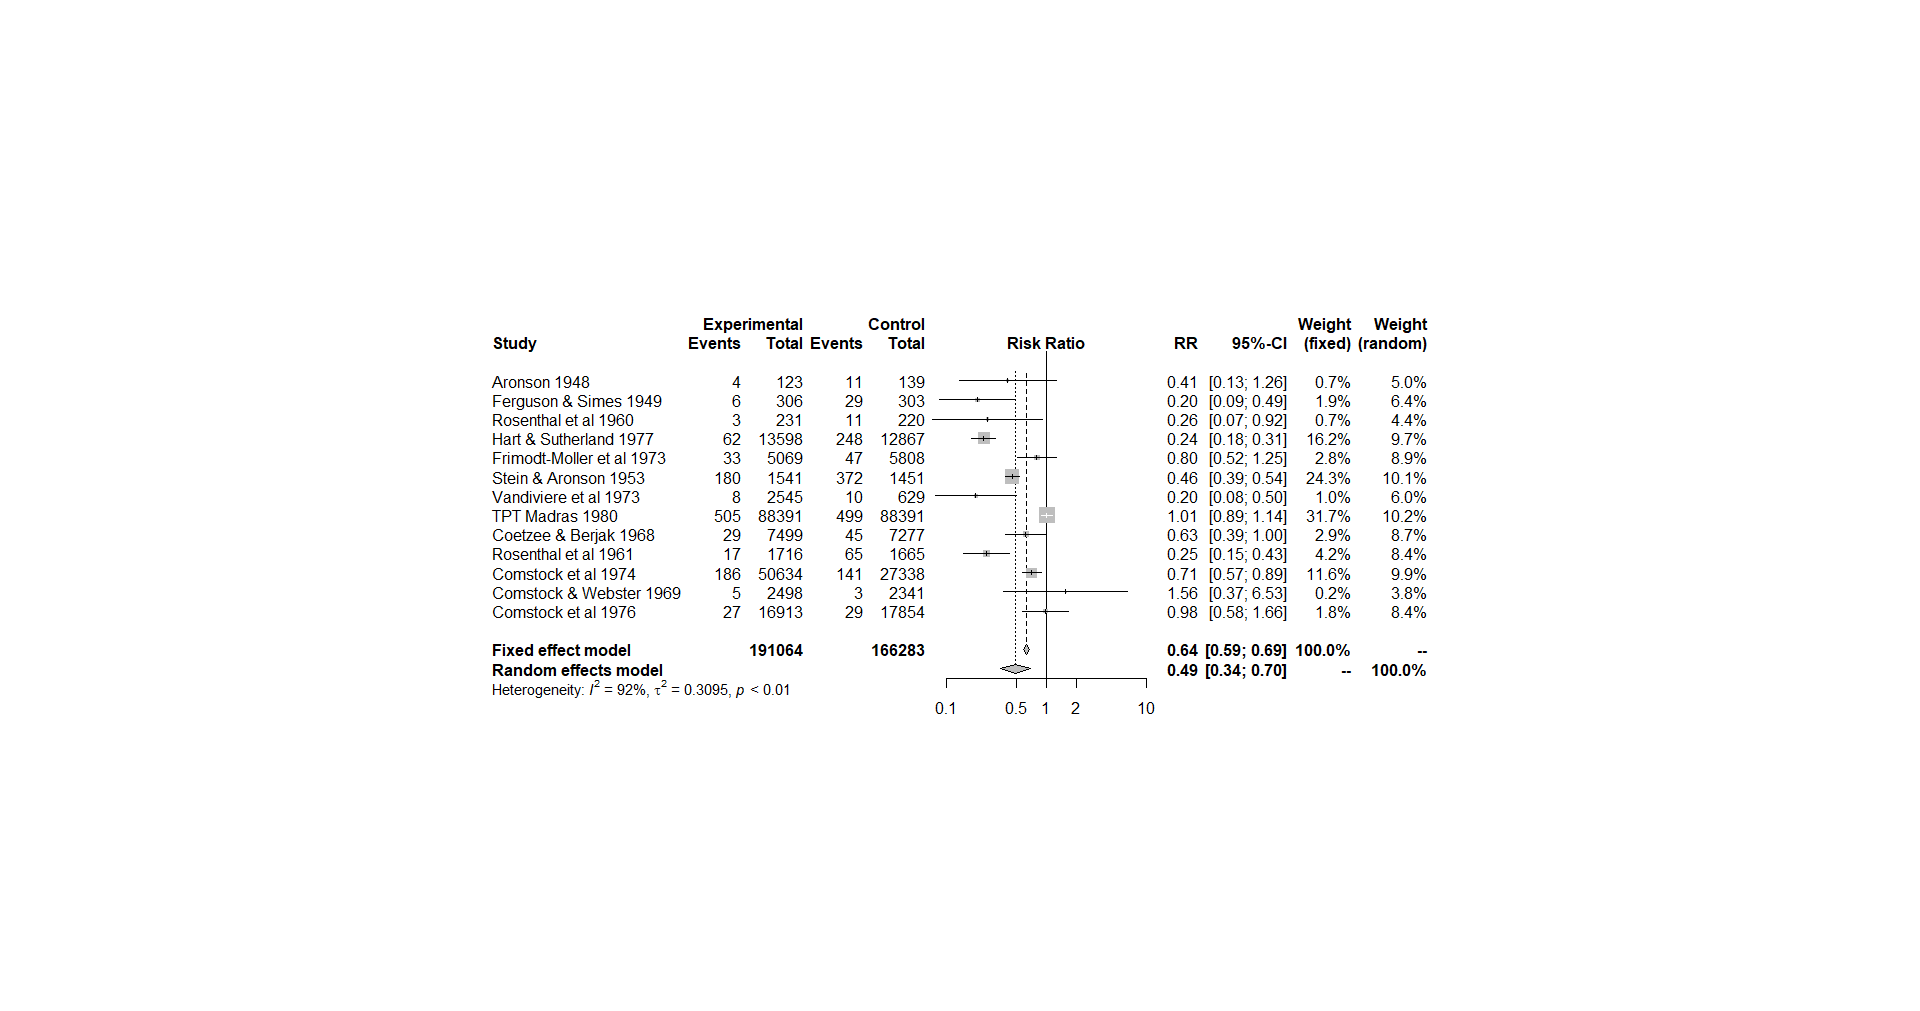 Experimental Control Weight Weight
Study Events Total Events Total Risk Ratio RR 95%-CI (fixed) (random)
Aronson 1948 4 123 11 139 0.41 [0.13; 1.26] 0.7% 5.0%
Ferguson & Simes 1949 6 306 29 303 0.20 [0.09; 0.49] 1.9% 6.4%
Rosenthal et al 1960 3 231 11 220 0.26 [0.07; 0.92] 0.7% 4.4%
Hart & Sutherland 1977 62 13598 248 12867 0.24 [0.18; 0.31] 16.2% 9.7%
Frimodt-Moller et al 1973 33 5069 47 5808 0.80 [0.52; 1.25] 2.8% 8.9%
Stein & Aronson 1953 180 1541 372 1451 0.46 [0.39; 0.54] 24.3% 10.1%
Vandiviere et al 1973 8 2545 10 629 0.20 [0.08; 0.50] 1.0% 6.0%
TPT Madras 1980 505 88391 499 88391 1.01 [0.89; 1.14] 31.7% 10.2%
Coetzee & Berjak 1968 29 7499 45 7277 0.63 [0.39; 1.00] 2.9% 8.7%
Rosenthal et al 1961 17 1716 65 1665 0.25 [0.15; 0.43] 4.2% 8.4%
Comstock et al 1974 186 50634 141 27338 0.71 [0.57; 0.89] 11.6% 9.9%
Comstock & Webster 1969 5 2498 3 2341 1.56 [0.37; 6.53] 0.2% 3.8%
Comstock et al 1976 27 16913 29 17854 0.98 [0.58; 1.66] 1.8% 8.4%
Fixed effect model 191064 166283 0.64 [0.59; 0.69] 100.0% --
Random effects model 0.49 [0.34; 0.70] -- 100.0%
Heterogeneity: I² = 92%, τ² = 0.3095, p < 0.01
0.1 0.5 1 2 10